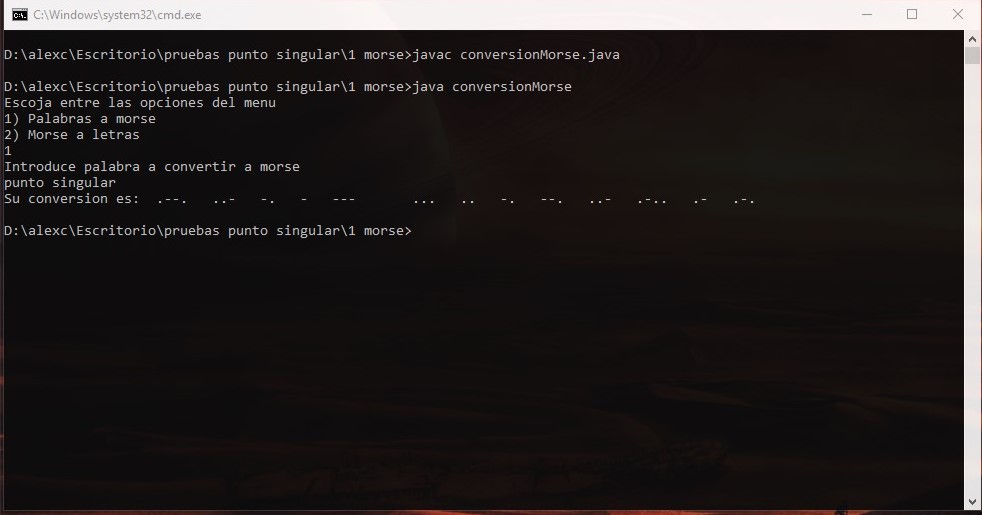 C:\Windows\system32\cmd.exe
D:\alexc\Escritorio\pruebas punto singular\1 morse>javac conversionMorse.java
D:\alexc\Escritorio\pruebas punto singular\1 morse>java conversionMorse
Escoja entre las opciones del menu
1) Palabras a morse
2) Morse a letras
1
Introduce palabra a convertir a morse
punto singular
Su conversion es:  .--.   ..-   -.   -   ---       ...   ..   -.   --.   ..-   .-..   .-   .-.
D:\alexc\Escritorio\pruebas punto singular\1 morse>